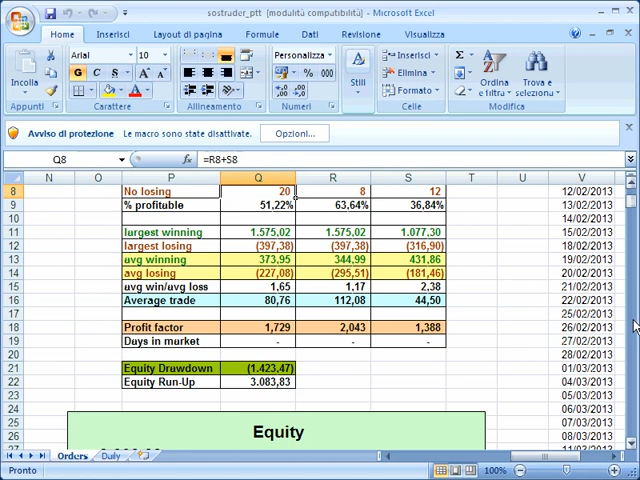 sostrader_ptt [modalità compatibilità] - Microsoft Excel
Home Inserisci Layout di pagina Formule Dati Revisione Visualizza
Incolla
Arial 10
G C S A A
Personalizza
% 000
Stili
Inserisci
Elimina
Formato
Σ
Ordina e filtra
Trova e seleziona
Appunti Carattere Allineamento Numeri Celle Modifica
Avviso di protezione Le macro sono state disattivate. Opzioni...
Q8 fx =R8+S8
N O P Q R S T U V
8 No losing 20 8 12 12/02/2013
9 % profitable 51,22% 63,64% 36,84% 13/02/2013
10 14/02/2013
11 largest winning 1.575,02 1.575,02 1.077,30 15/02/2013
12 largest losing (397,38) (397,38) (316,90) 18/02/2013
13 avg winning 373,95 344,99 431,86 19/02/2013
14 avg losing (227,08) (295,51) (181,46) 20/02/2013
15 avg win/avg loss 1,65 1,17 2,38 21/02/2013
16 Average trade 80,76 112,08 44,50 22/02/2013
17 25/02/2013
18 Profit factor 1,729 2,043 1,388 26/02/2013
19 Days in market - - - 27/02/2013
20 28/02/2013
21 Equity Drawdown (1.423,47) 01/03/2013
22 Equity Run-Up 3.083,83 04/03/2013
23 05/03/2013
24 06/03/2013
25 07/03/2013
26 Equity 08/03/2013
27 11/03/2013
Orders Daily
Pronto 100%